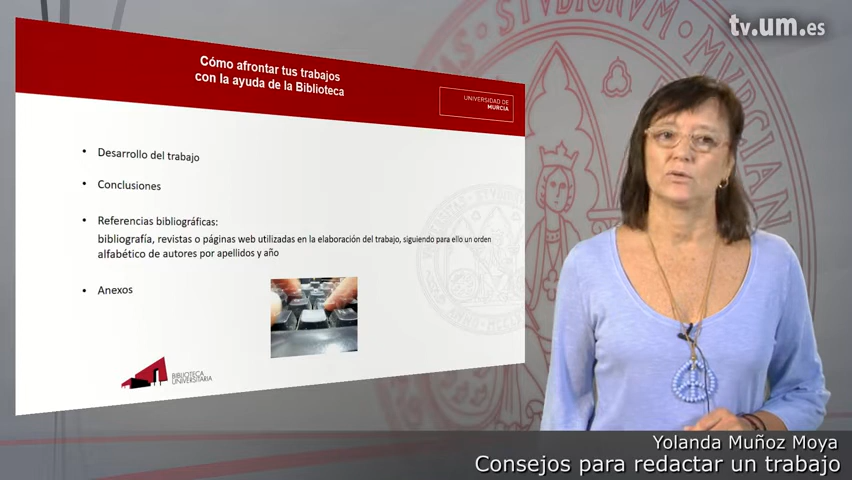 tv.um.es
Cómo afrontar tus trabajos
con la ayuda de la Biblioteca
UNIVERSIDAD DE
MURCIA
• Desarrollo del trabajo
• Conclusiones
• Referencias bibliográficas:
bibliografía, revistas o páginas web utilizadas en la elaboración del trabajo, siguiendo para ello un orden
alfabético de autores por apellidos y año
• Anexos
BIBLIOTECA
UNIVERSITARIA
Yolanda Muñoz Moya
Consejos para redactar un trabajo